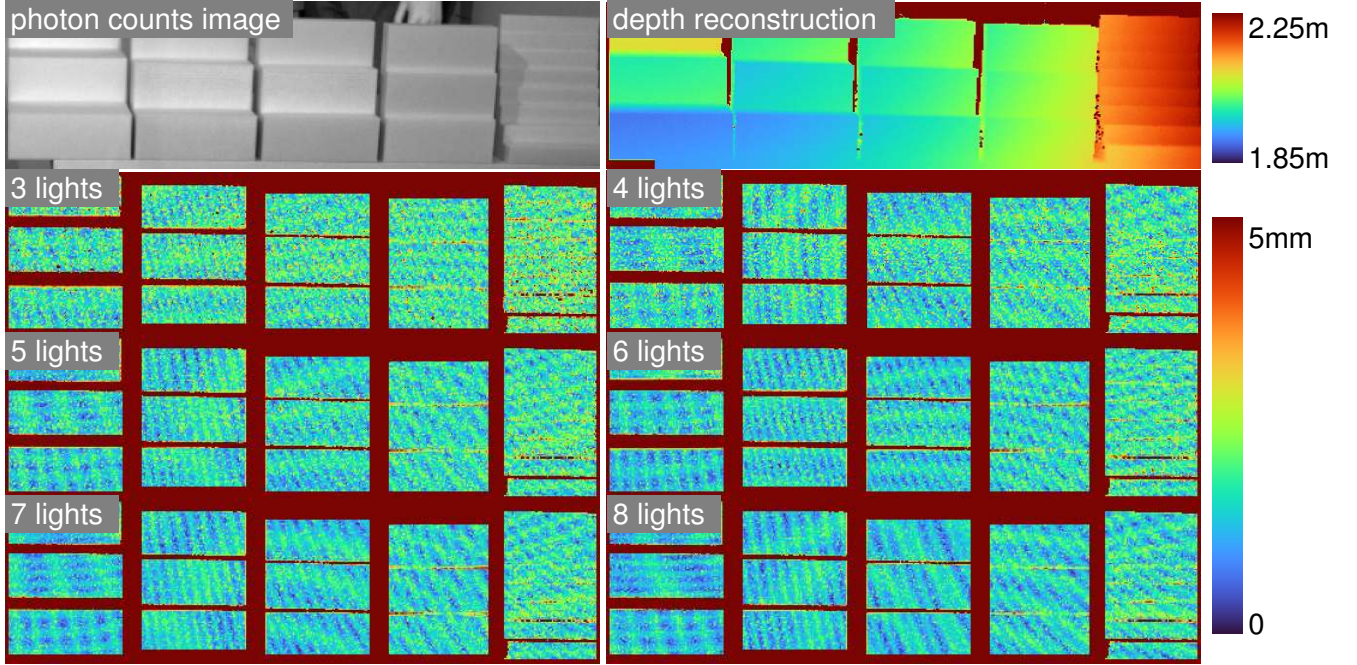 photon counts image
depth reconstruction
2.25m
1.85m
3 lights
4 lights
5mm
5 lights
6 lights
7 lights
8 lights
0